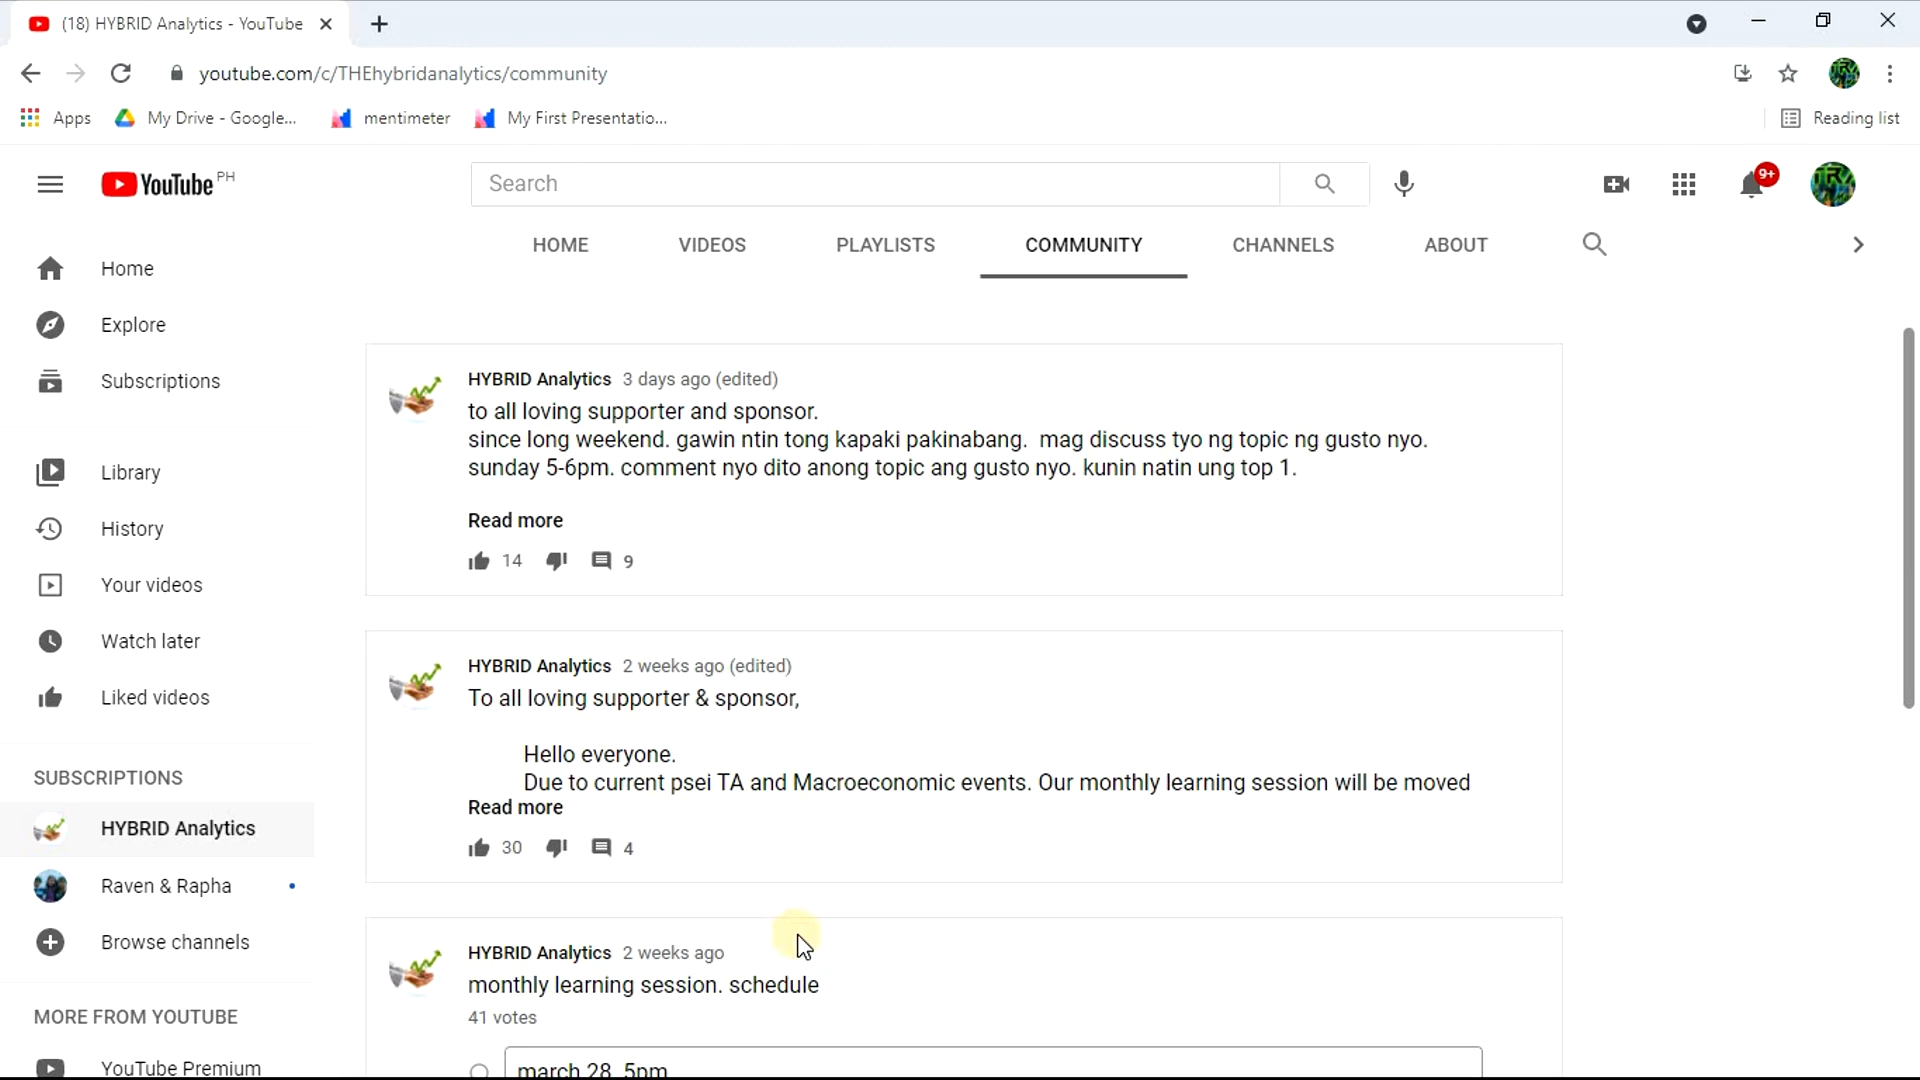 (18) HYBRID Analytics - YouTube
youtube.com/c/THEhybridanalytics/community
Apps
My Drive - Google...
mentimeter
My First Presentatio...
Reading list
YouTube PH
Search
9+
HOME
VIDEOS
PLAYLISTS
COMMUNITY
CHANNELS
ABOUT
Home
Explore
Subscriptions
Library
History
Your videos
Watch later
Liked videos
SUBSCRIPTIONS
HYBRID Analytics
Raven & Rapha
Browse channels
MORE FROM YOUTUBE
YouTube Premium
HYBRID Analytics 3 days ago (edited)
to all loving supporter and sponsor.
since long weekend. gawin ntin tong kapaki pakinabang. mag discuss tyo ng topic ng gusto nyo.
sunday 5-6pm. comment nyo dito anong topic ang gusto nyo. kunin natin ung top 1.
Read more
14
9
HYBRID Analytics 2 weeks ago (edited)
To all loving supporter & sponsor,
Hello everyone.
Due to current psei TA and Macroeconomic events. Our monthly learning session will be moved
Read more
30
4
HYBRID Analytics 2 weeks ago
monthly learning session. schedule
41 votes
march 28 5pm